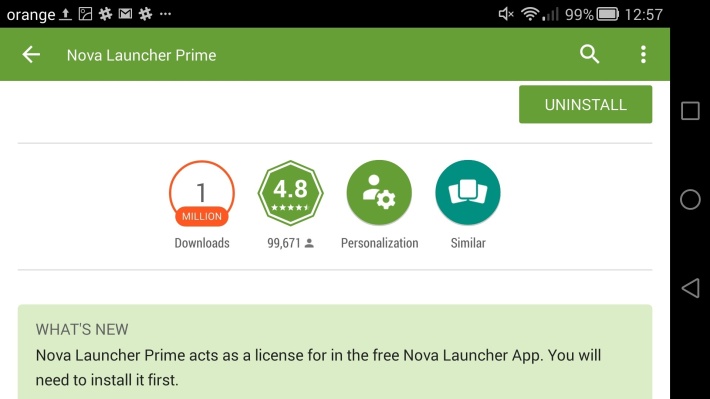 orange 99% 12:57
Nova Launcher Prime
UNINSTALL
1 4.8
MILLION
Downloads 99,671 Personalization Similar
WHAT'S NEW
Nova Launcher Prime acts as a license for in the free Nova Launcher App. You will
need to install it first.